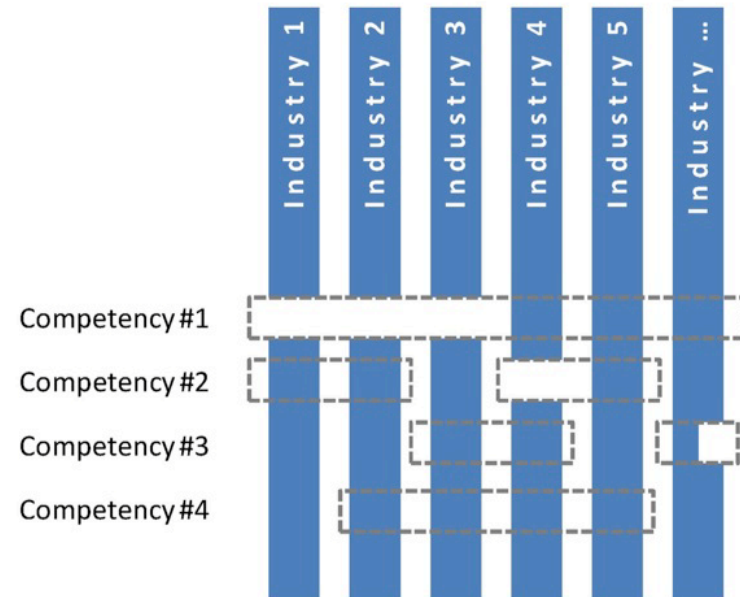 Industry 1
Industry 2
Industry 3
Industry 4
Industry 5
Industry ...
Competency #1
Competency #2
Competency #3
Competency #4